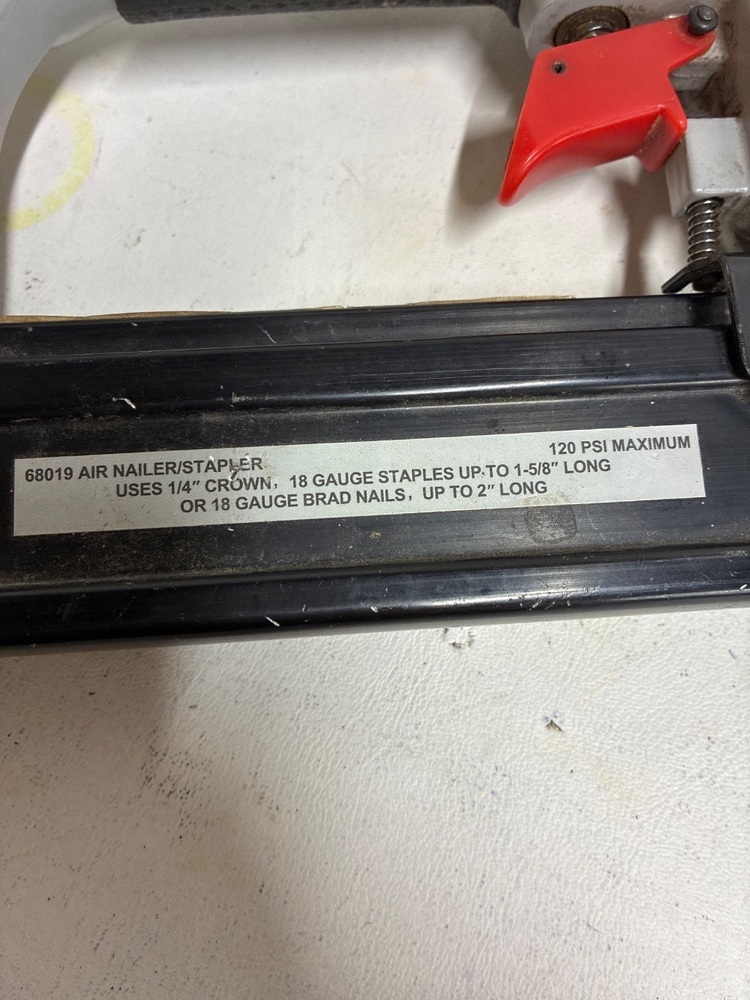 68019 AIR NAILER/STAPLER 120 PSI MAXIMUM
USES 1/4″ CROWN, 18 GAUGE STAPLES UP TO 1-5/8″ LONG
OR 18 GAUGE BRAD NAILS, UP TO 2″ LONG